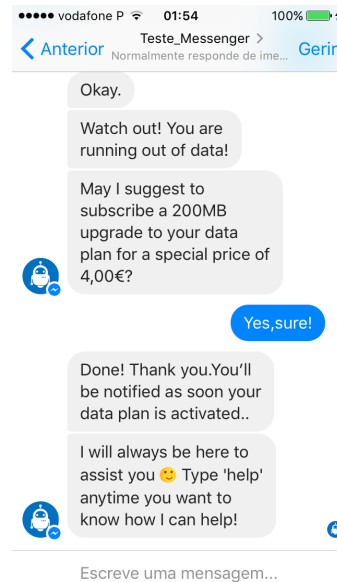 vodafone P 01:54 100%
Teste_Messenger
Anterior Normalmente responde de ime... Gerir
Okay.
Watch out! You are
running out of data!
May I suggest to
subscribe a 200MB
upgrade to your data
plan for a special price of
4,00€?
Yes,sure!
Done! Thank you.You’ll
be notified as soon your
data plan is activated..
I will always be here to
assist you 🙂 Type 'help'
anytime you want to
know how I can help!
Escreve uma mensagem...